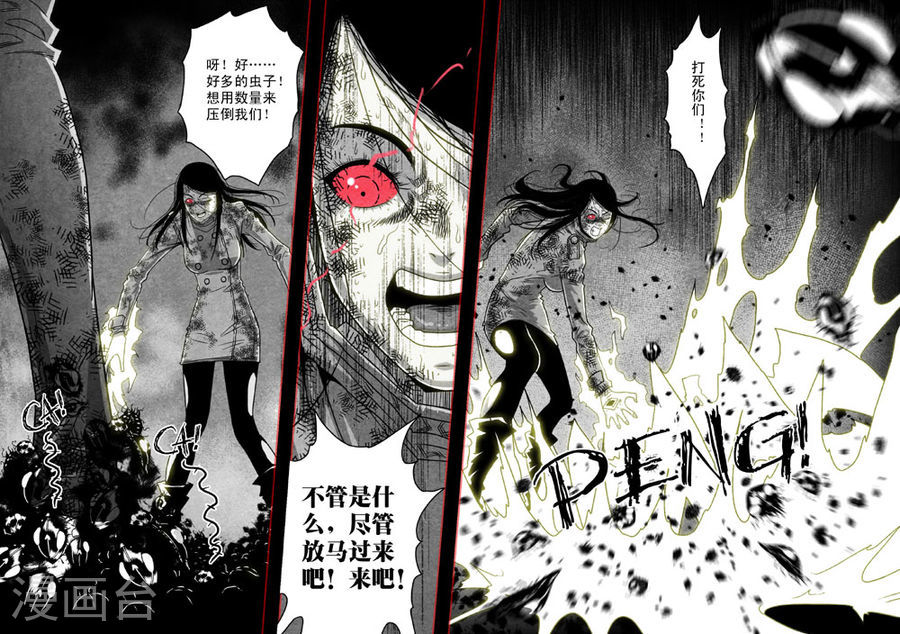 呀！好……
好多的虫子！
想用数量来
压倒我们！
CA!
CA!
不管是什
么，尽管
放马过来
吧！来吧！
打死你们！！
PENG!
漫画台